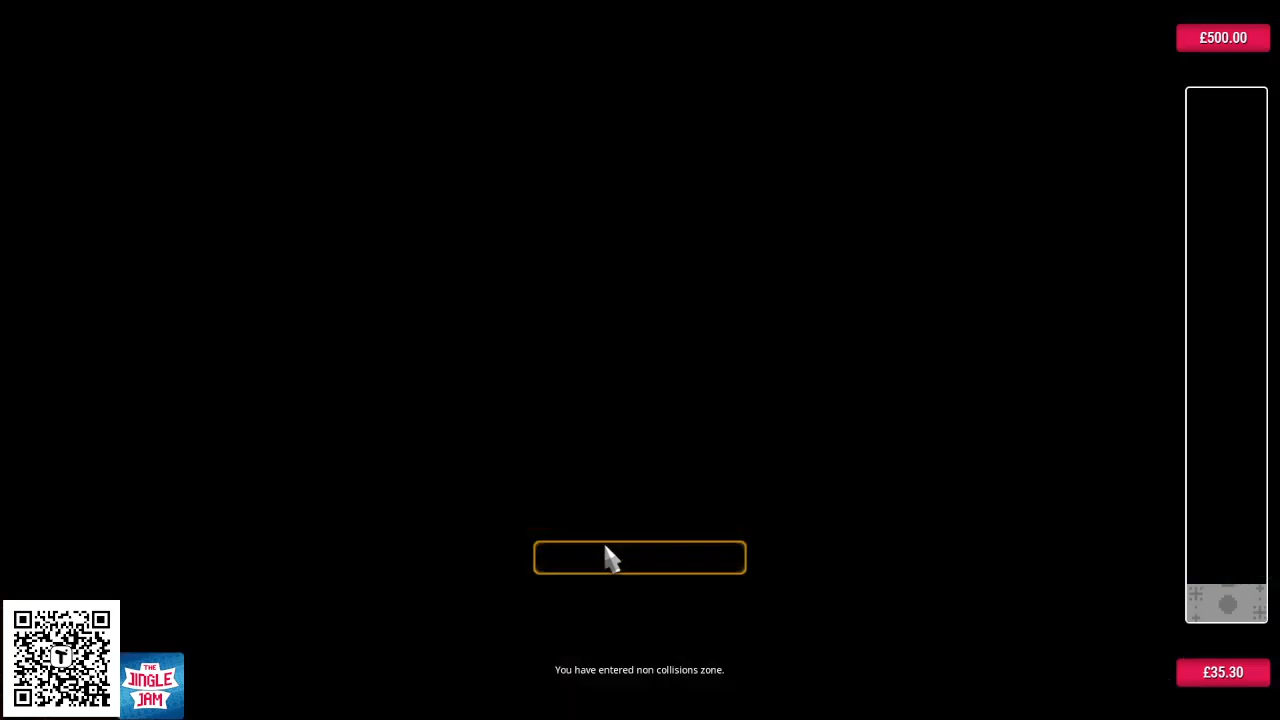 £500.00
You have entered non collisions zone.
£35.30
T
THE
JINGLE
JAM